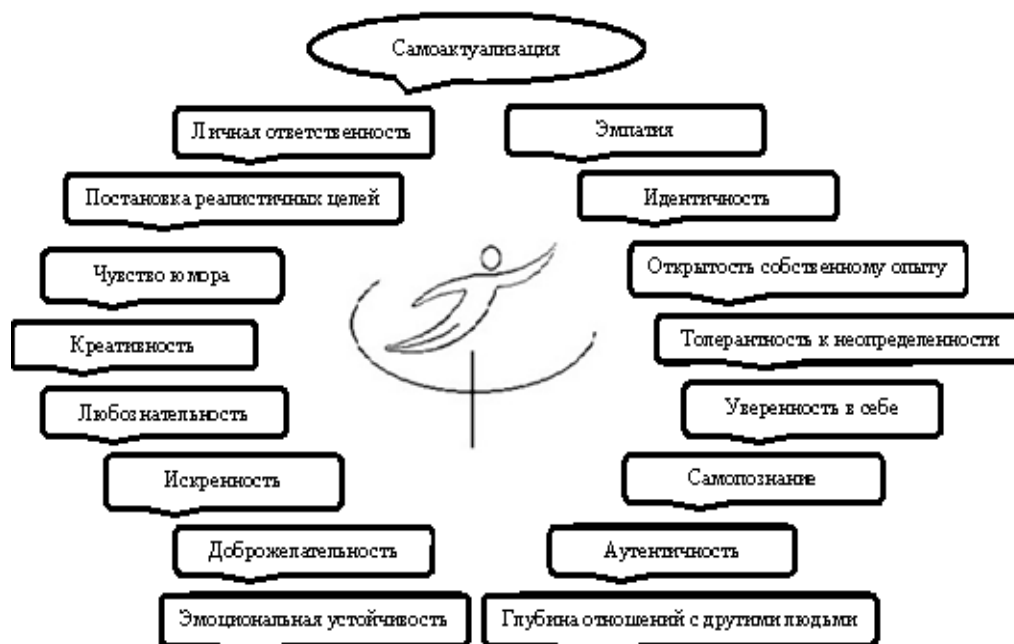 Самоактуализация
Личная ответственность
Эмпатия
Постановка реалистичных целей
Идентичность
Чувство юмора
Открытость собственному опыту
Креативность
Толерантность к неопределенности
Любознательность
Уверенность в себе
Искренность
Самопознание
Доброжелательность
Аутентичность
Эмоциональная устойчивость
Глубина отношений с другими людьми